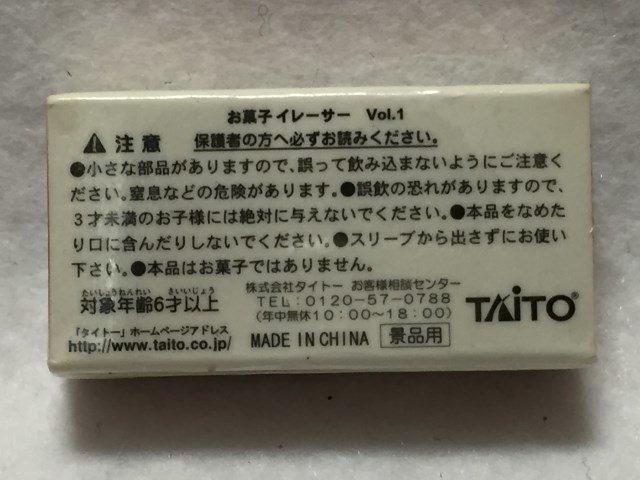 お菓子イレーサー Vol.1
注意 保護者の方へ必ずお読みください。
●小さな部品がありますので、誤って飲み込まないようにご注意く
ださい。窒息などの危険があります。●誤飲の恐れがありますので、
3才未満のお子様には絶対に与えないでください。●本品をなめた
り口に含んだりしないでください。●スリーブから出さずにお使い
下さい。●本品はお菓子ではありません。
たいしょうねんれい さいいじょう
対象年齢6才以上
株式会社タイトー お客様相談センター
TEL:0120-57-0788
(年中無休10:00〜18:00)
TAITO®
「タイトー」ホームページアドレス
http://www.taito.co.jp/
MADE IN CHINA 景品用